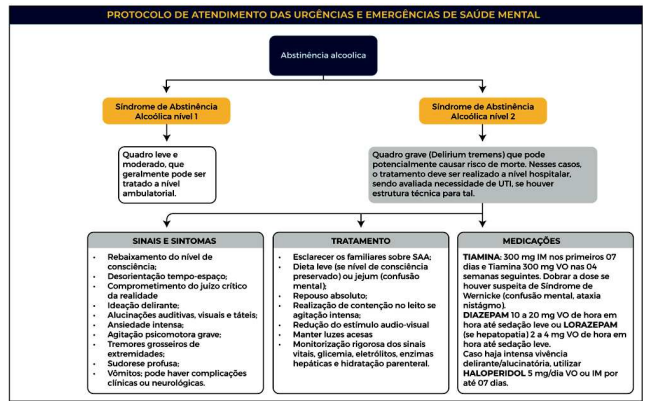 PROTOCOLO DE ATENDIMENTO DAS URGÊNCIAS E EMERGÊNCIAS DE SAÚDE MENTAL
Abstinência alcoolica
Síndrome de Abstinência
Alcoólica nível 1
Síndrome de Abstinência
Alcoólica nível 2
Quadro leve e
moderado, que
geralmente pode ser
tratado a nível
ambulatorial.
Quadro grave (Delirium tremens) que pode
potencialmente causar risco de morte. Nesses casos,
o tratamento deve ser realizado a nível hospitalar,
sendo avaliada necessidade de UTI, se houver
estrutura técnica para tal.
SINAIS E SINTOMAS
• Rebaixamento do nível de
consciência;
• Desorientação tempo-espaço;
• Comprometimento do juízo crítico
da realidade
• Ideação delirante;
• Alucinações auditivas, visuais e táteis;
• Ansiedade intensa;
• Agitação psicomotora grave;
• Tremores grosseiros de
extremidades;
• Sudorese profusa;
• Vômitos; pode haver complicações
clínicas ou neurológicas.
TRATAMENTO
• Esclarecer os familiares sobre SAA;
• Dieta leve (se nível de consciência
preservado) ou jejum (confusão
mental);
• Repouso absoluto;
• Realização de contenção no leito se
agitação intensa;
• Redução do estímulo audio-visual
• Manter luzes acesas
• Monitorização rigorosa dos sinais
vitais, glicemia, eletrólitos, enzimas
hepáticas e hidratação parenteral.
MEDICAÇÕES
TIAMINA: 300 mg IM nos primeiros 07
dias e Tiamina 300 mg VO nas 04
semanas seguintes. Dobrar a dose se
houver suspeita de Síndrome de
Wernicke (confusão mental, ataxia
nistágmo).
DIAZEPAM 10 a 20 mg VO de hora em
hora até sedação leve ou LORAZEPAM
(se hepatopatia) 2 a 4 mg VO de hora em
hora até sedação leve.
Caso haja intensa vivência
delirante/alucinatória, utilizar
HALOPERIDOL 5 mg/dia VO ou IM por
até 07 dias.